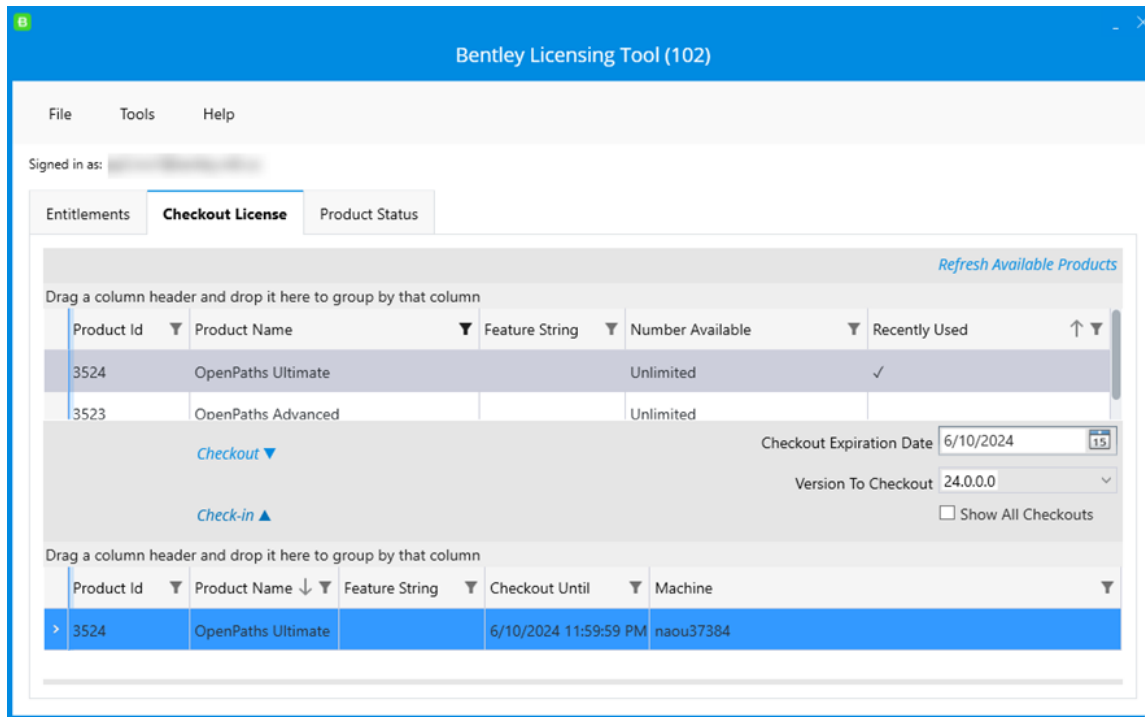 B
Bentley Licensing Tool (102)
File Tools Help
Signed in as:
Entitlements Checkout License Product Status
Refresh Available Products
Drag a column header and drop it here to group by that column
Product Id Product Name Feature String Number Available Recently Used
3524 OpenPaths Ultimate Unlimited ✓
3523 OpenPaths Advanced Unlimited
Checkout ▼ Checkout Expiration Date 6/10/2024 15
Version To Checkout 24.0.0.0
Check-in ▲ Show All Checkouts
Drag a column header and drop it here to group by that column
Product Id Product Name Feature String Checkout Until Machine
3524 OpenPaths Ultimate 6/10/2024 11:59:59 PM naou37384